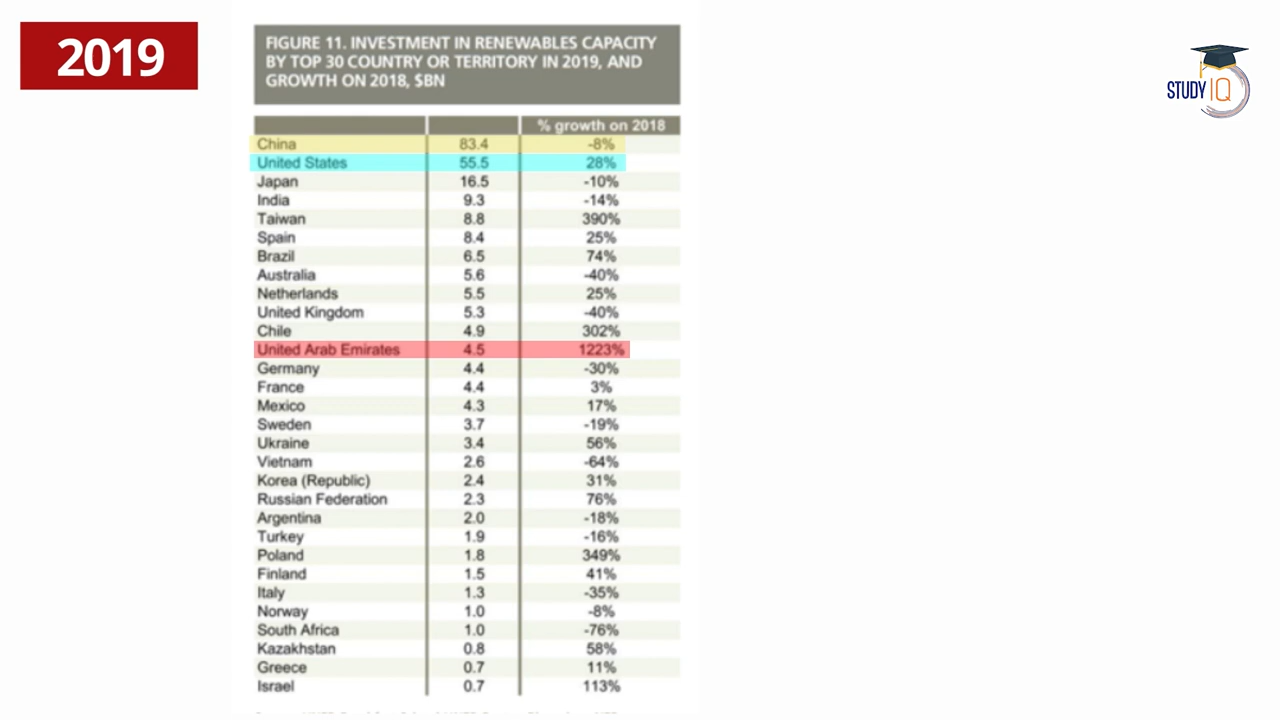 2019
FIGURE 11. INVESTMENT IN RENEWABLES CAPACITY
BY TOP 30 COUNTRY OR TERRITORY IN 2019, AND
GROWTH ON 2018, $BN
STUDY IQ
% growth on 2018
China 83.4 -8%
United States 55.5 28%
Japan 16.5 -10%
India 9.3 -14%
Taiwan 8.8 390%
Spain 8.4 25%
Brazil 6.5 74%
Australia 5.6 -40%
Netherlands 5.5 25%
United Kingdom 5.3 -40%
Chile 4.9 302%
United Arab Emirates 4.5 1223%
Germany 4.4 -30%
France 4.4 3%
Mexico 4.3 17%
Sweden 3.7 -19%
Ukraine 3.4 56%
Vietnam 2.6 -64%
Korea (Republic) 2.4 31%
Russian Federation 2.3 76%
Argentina 2.0 -18%
Turkey 1.9 -16%
Poland 1.8 349%
Finland 1.5 41%
Italy 1.3 -35%
Norway 1.0 -8%
South Africa 1.0 -76%
Kazakhstan 0.8 58%
Greece 0.7 11%
Israel 0.7 113%